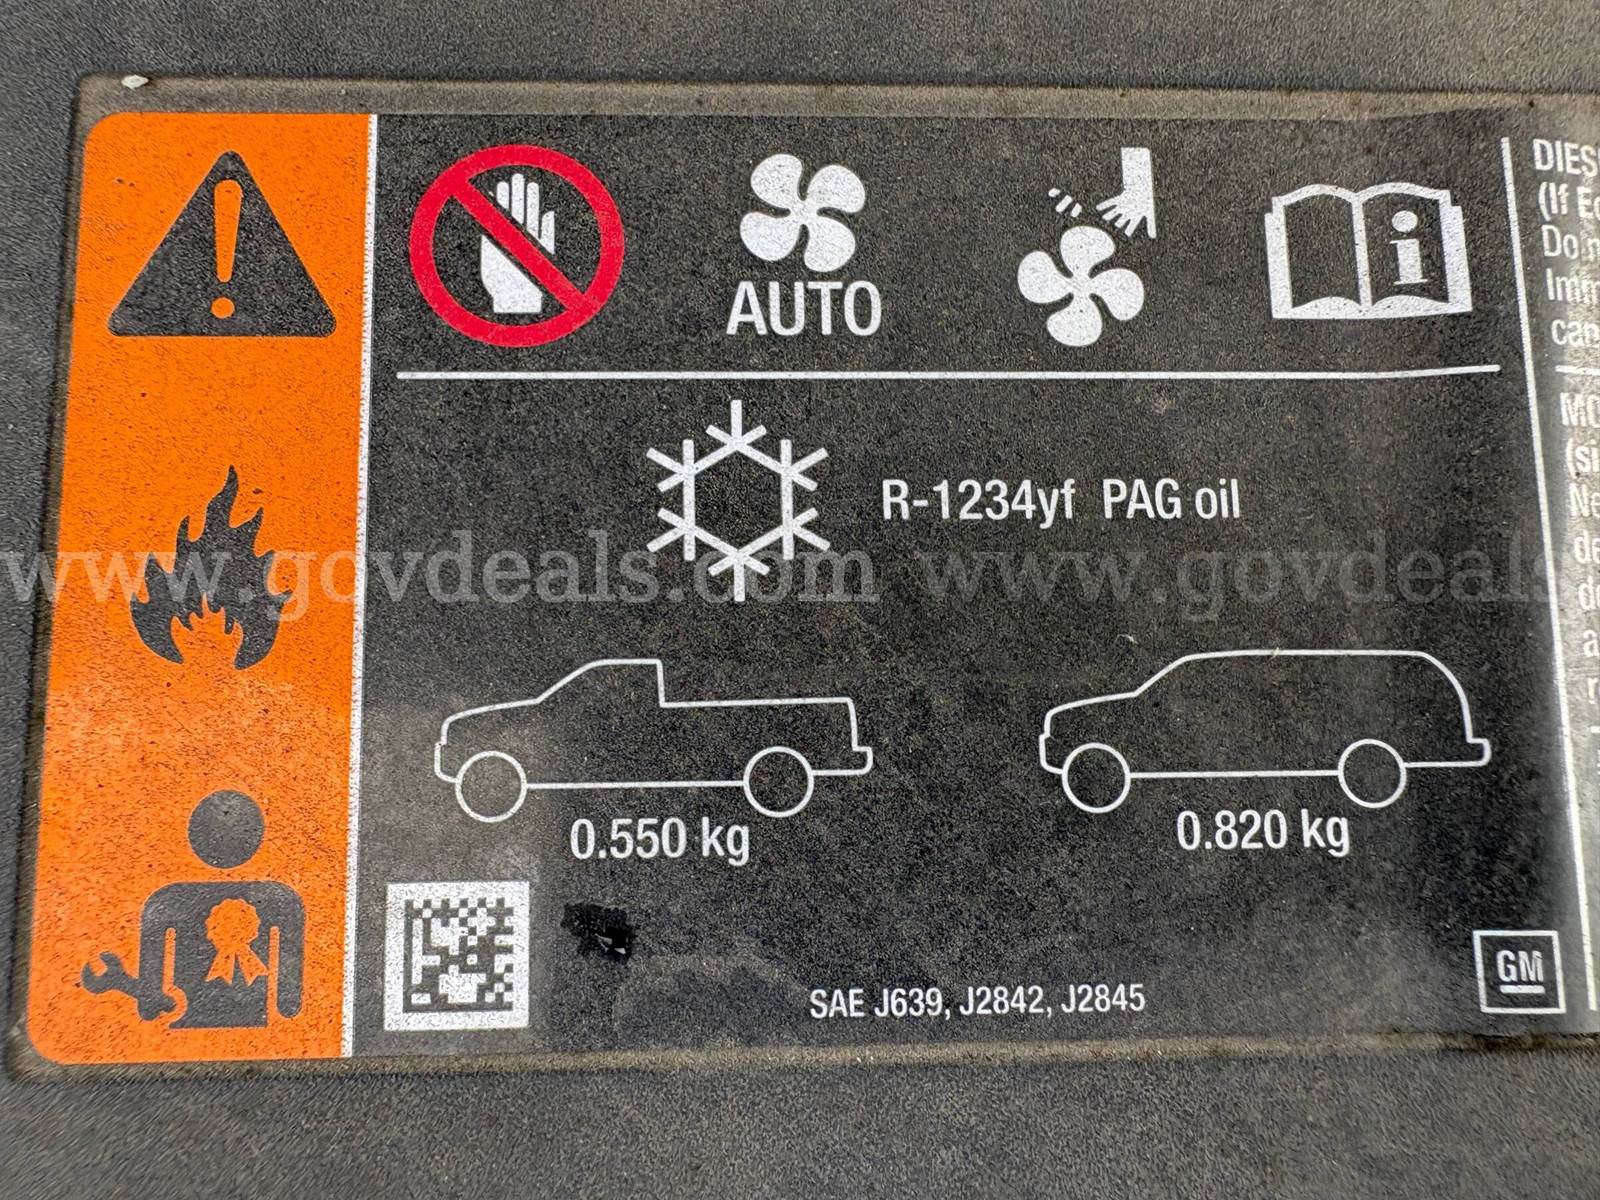 AUTO
R-1234yf PAG oil
0.550 kg
0.820 kg
SAE J639, J2842, J2845
GM
(If
www.govdeals.com www.govdeals